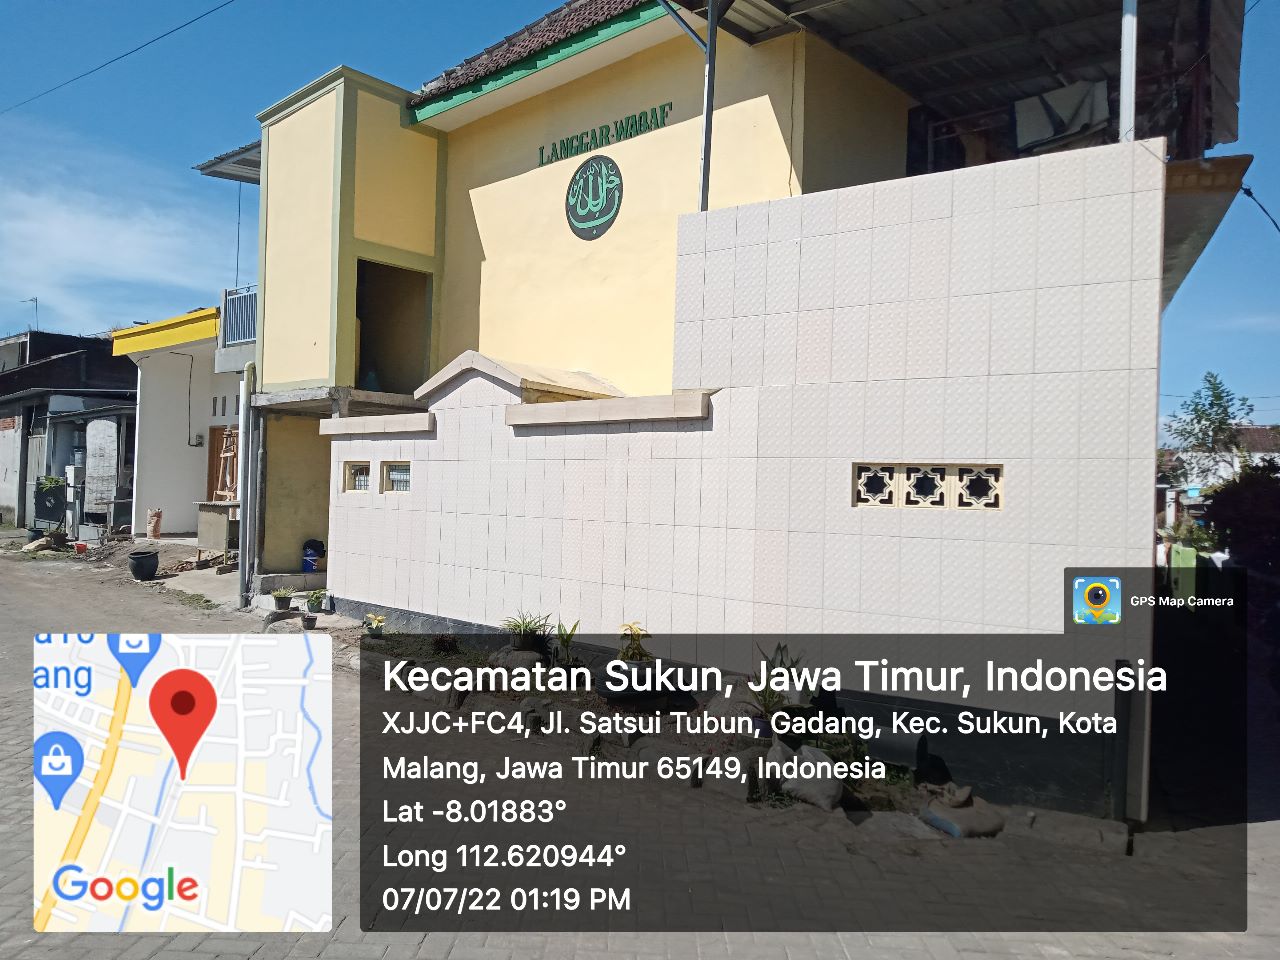 LANGGAR-WAQAF
GPS Map Camera
ang
Google
Kecamatan Sukun, Jawa Timur, Indonesia
XJJC+FC4, Jl. Satsui Tubun, Gadang, Kec. Sukun, Kota
Malang, Jawa Timur 65149, Indonesia
Lat -8.01883°
Long 112.620944°
07/07/22 01:19 PM